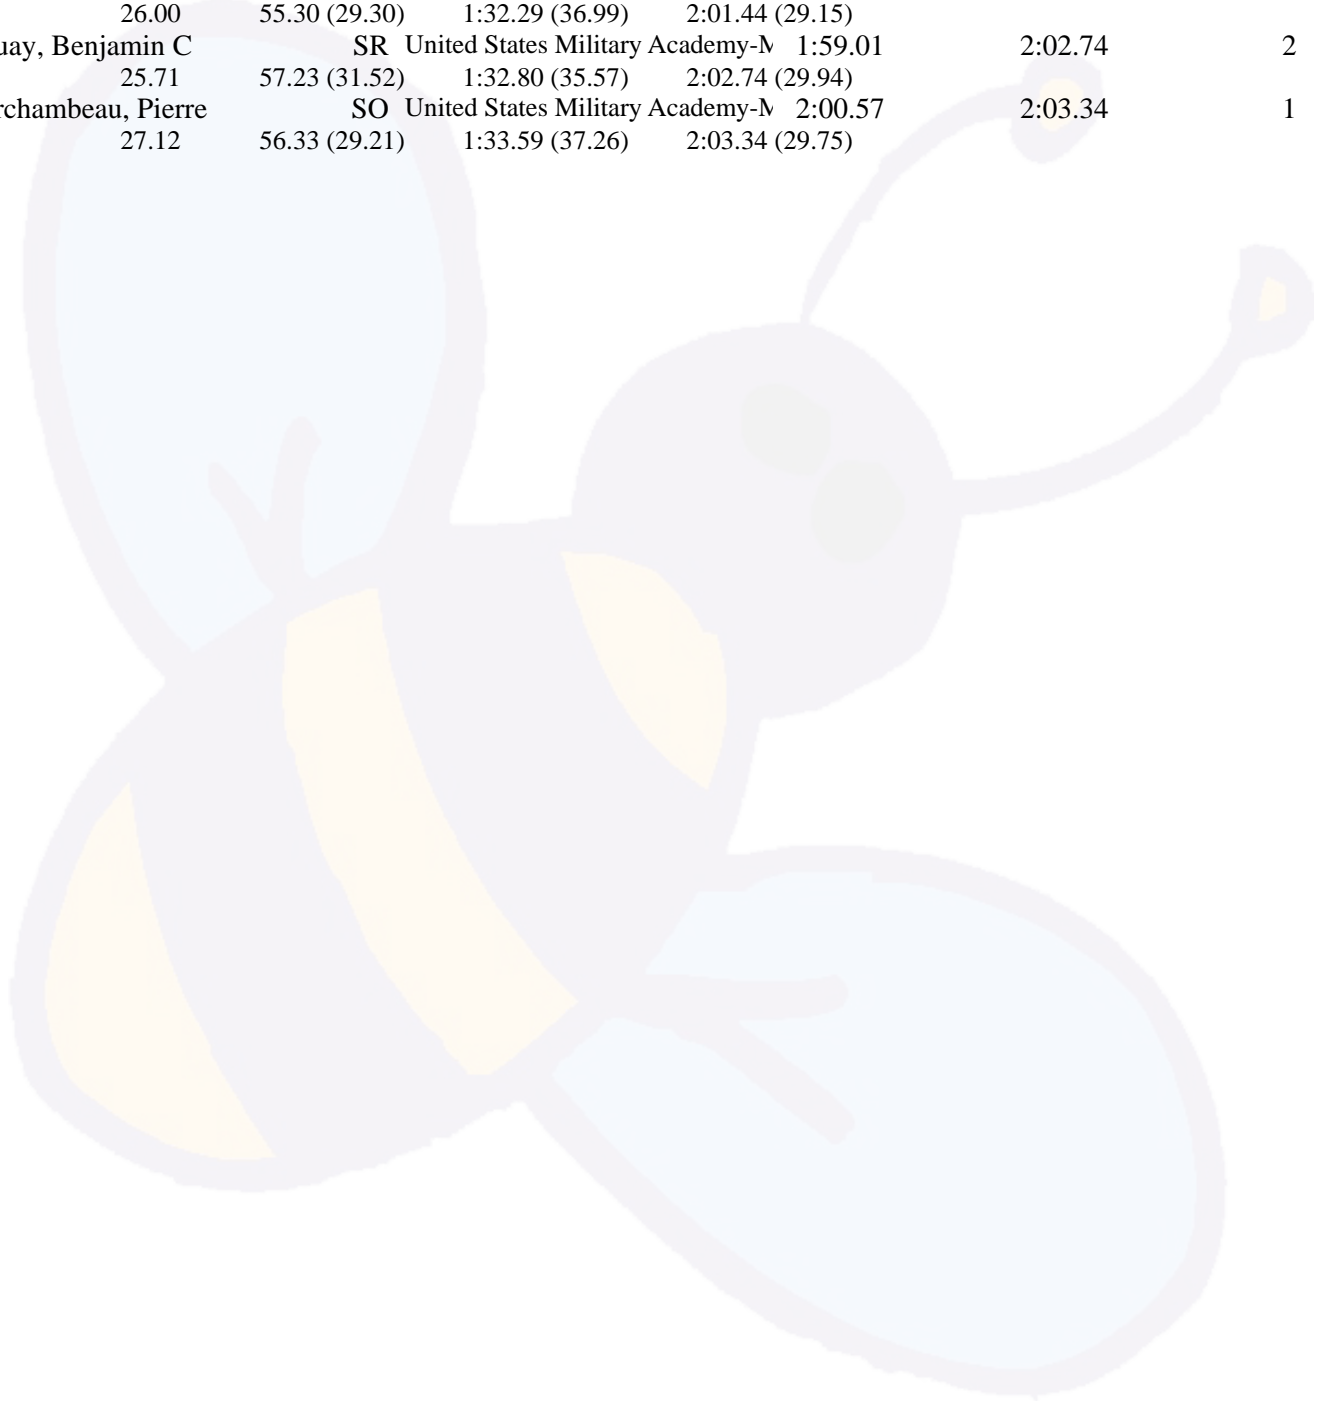 26.00 55.30 (29.30) 1:32.29 (36.99) 2:01.44 (29.15)
uay, Benjamin C SR United States Military Academy-M 1:59.01 2:02.74 2
25.71 57.23 (31.52) 1:32.80 (35.57) 2:02.74 (29.94)
rchambeau, Pierre SO United States Military Academy-M 2:00.57 2:03.34 1
27.12 56.33 (29.21) 1:33.59 (37.26) 2:03.34 (29.75)